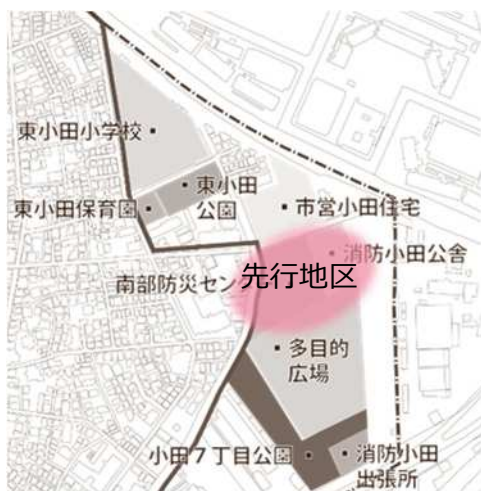 東小田小学校
東小田
公園
東小田保育園
市営小田住宅
消防小田公舎
南部防災セン
先行地区
多目的
広場
小田7丁目公園
消防小田
出張所